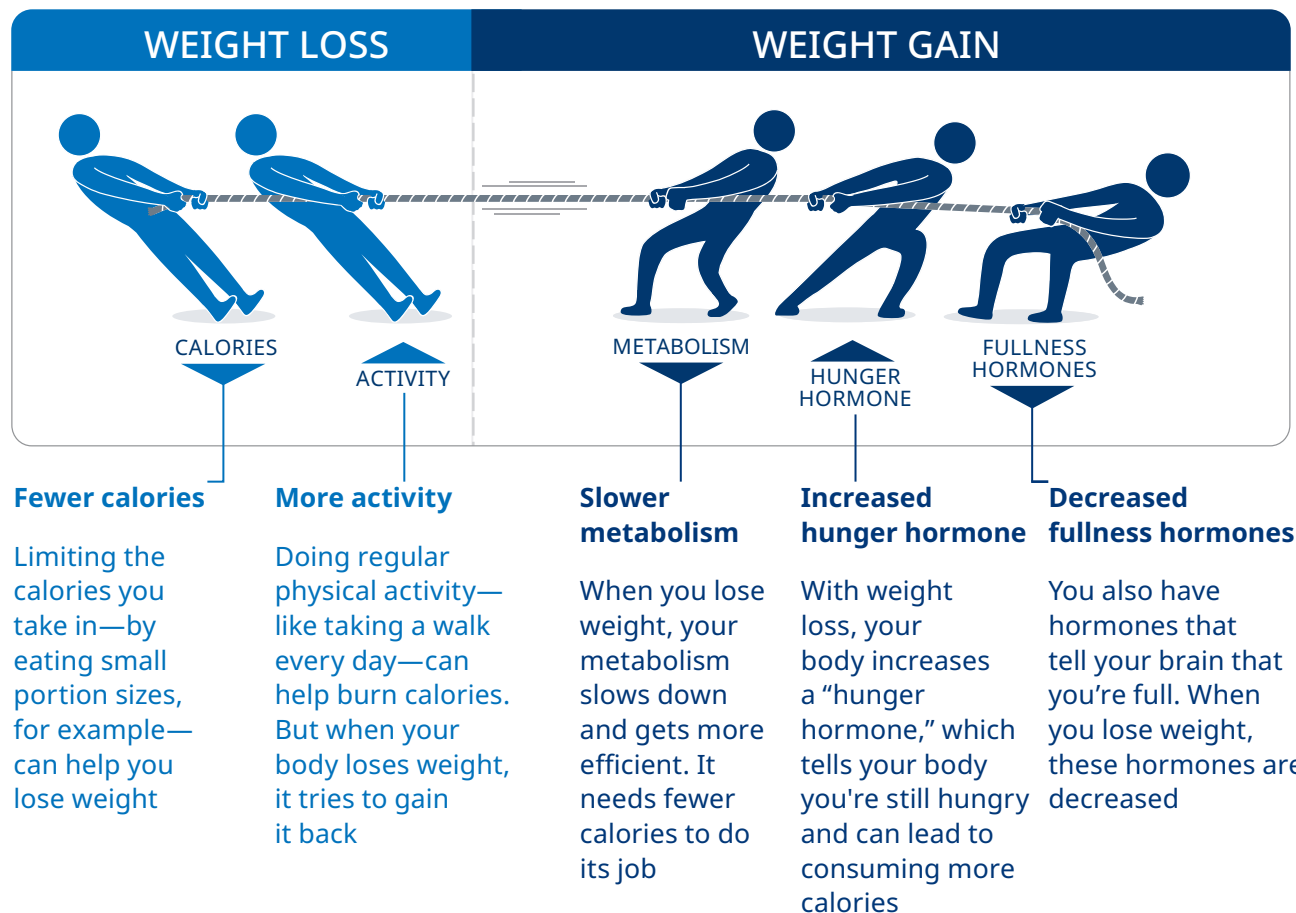 WEIGHT LOSS
WEIGHT GAIN
CALORIES
ACTIVITY
METABOLISM
HUNGER
HORMONE
FULLNESS
HORMONES
Fewer calories
Limiting the
calories you
take in—by
eating small
portion sizes,
for example—
can help you
lose weight
More activity
Doing regular
physical activity—
like taking a walk
every day—can
help burn calories.
But when your
body loses weight,
it tries to gain
it back
Slower
metabolism
When you lose
weight, your
metabolism
slows down
and gets more
efficient. It
needs fewer
calories to do
its job
Increased
hunger hormone
With weight
loss, your
body increases
a “hunger
hormone,” which
tells your body
you're still hungry
and can lead to
consuming more
calories
Decreased
fullness hormones
You also have
hormones that
tell your brain that
you’re full. When
you lose weight,
these hormones are
decreased